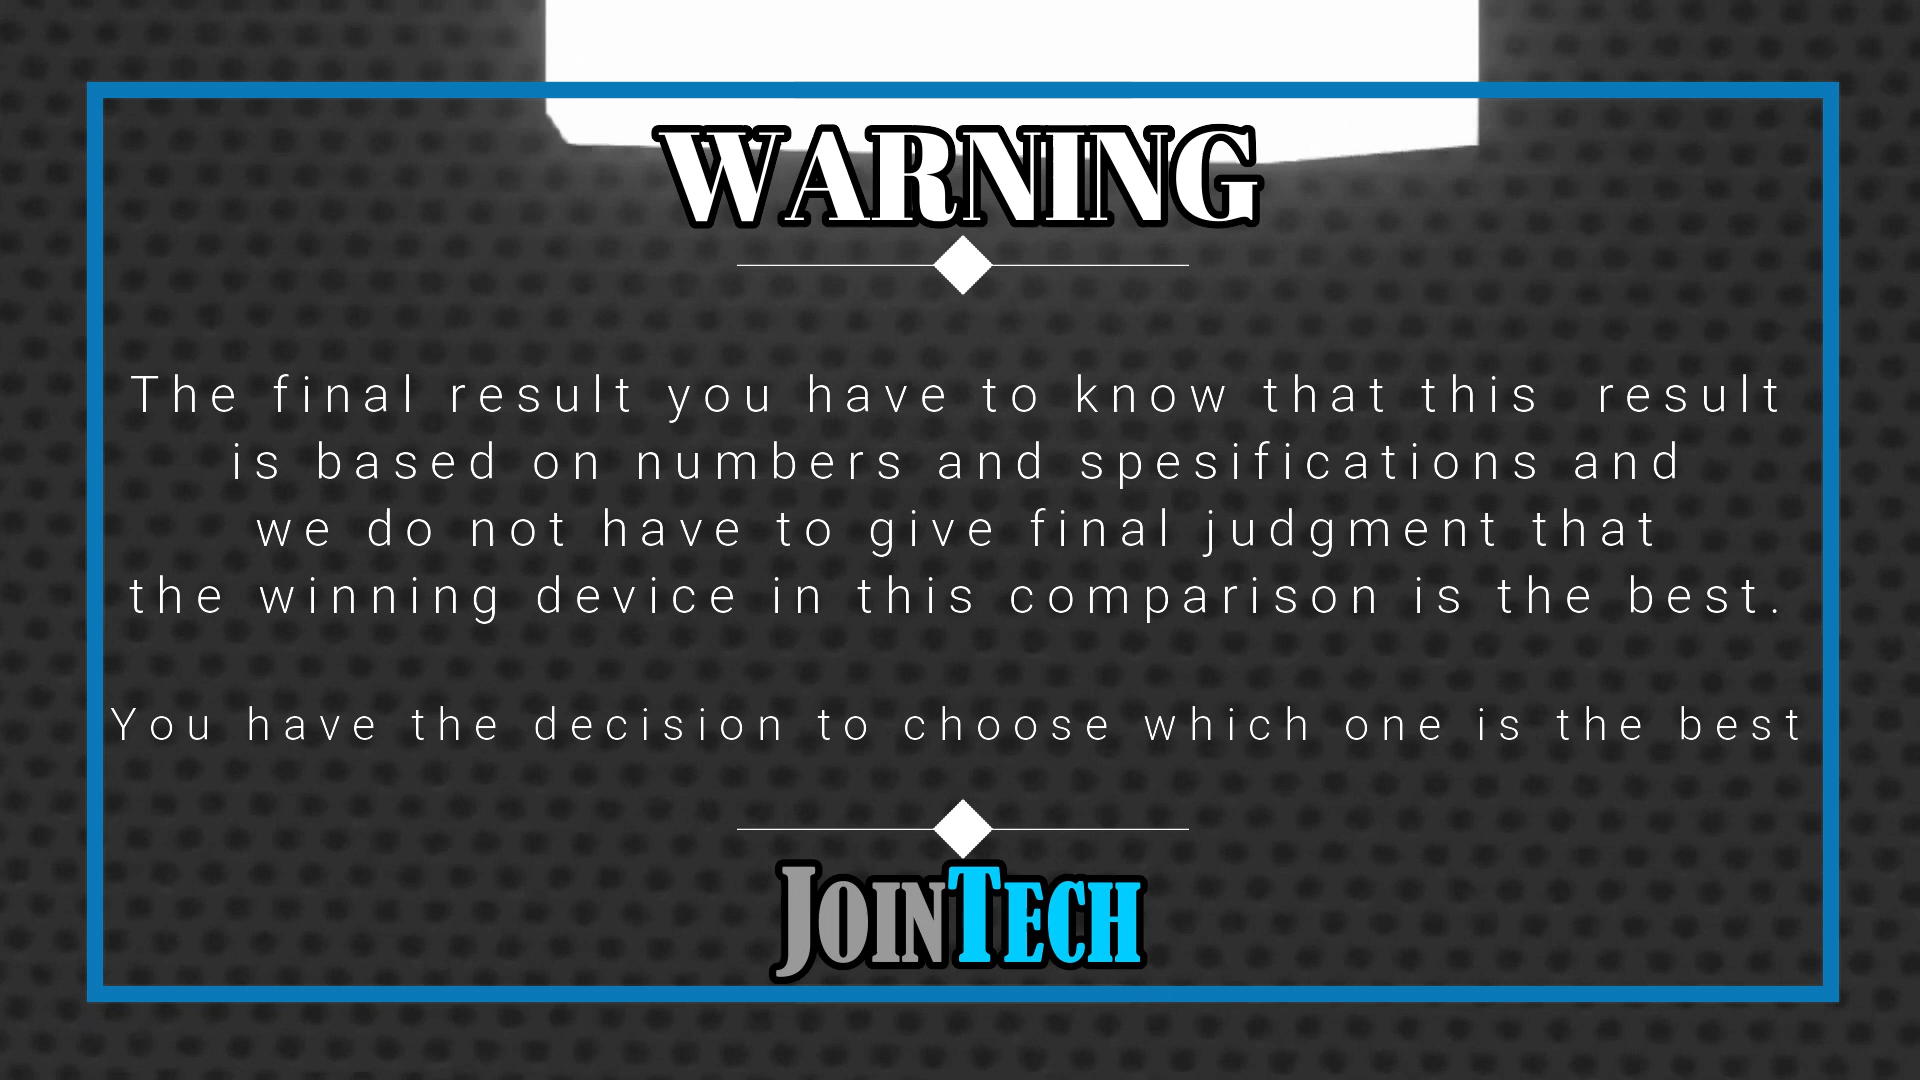 WARNING
The final result you have to know that this result
is based on numbers and spesifications and
we do not have to give final judgment that
the winning device in this comparison is the best.
You have the decision to choose which one is the best
JOINTECH